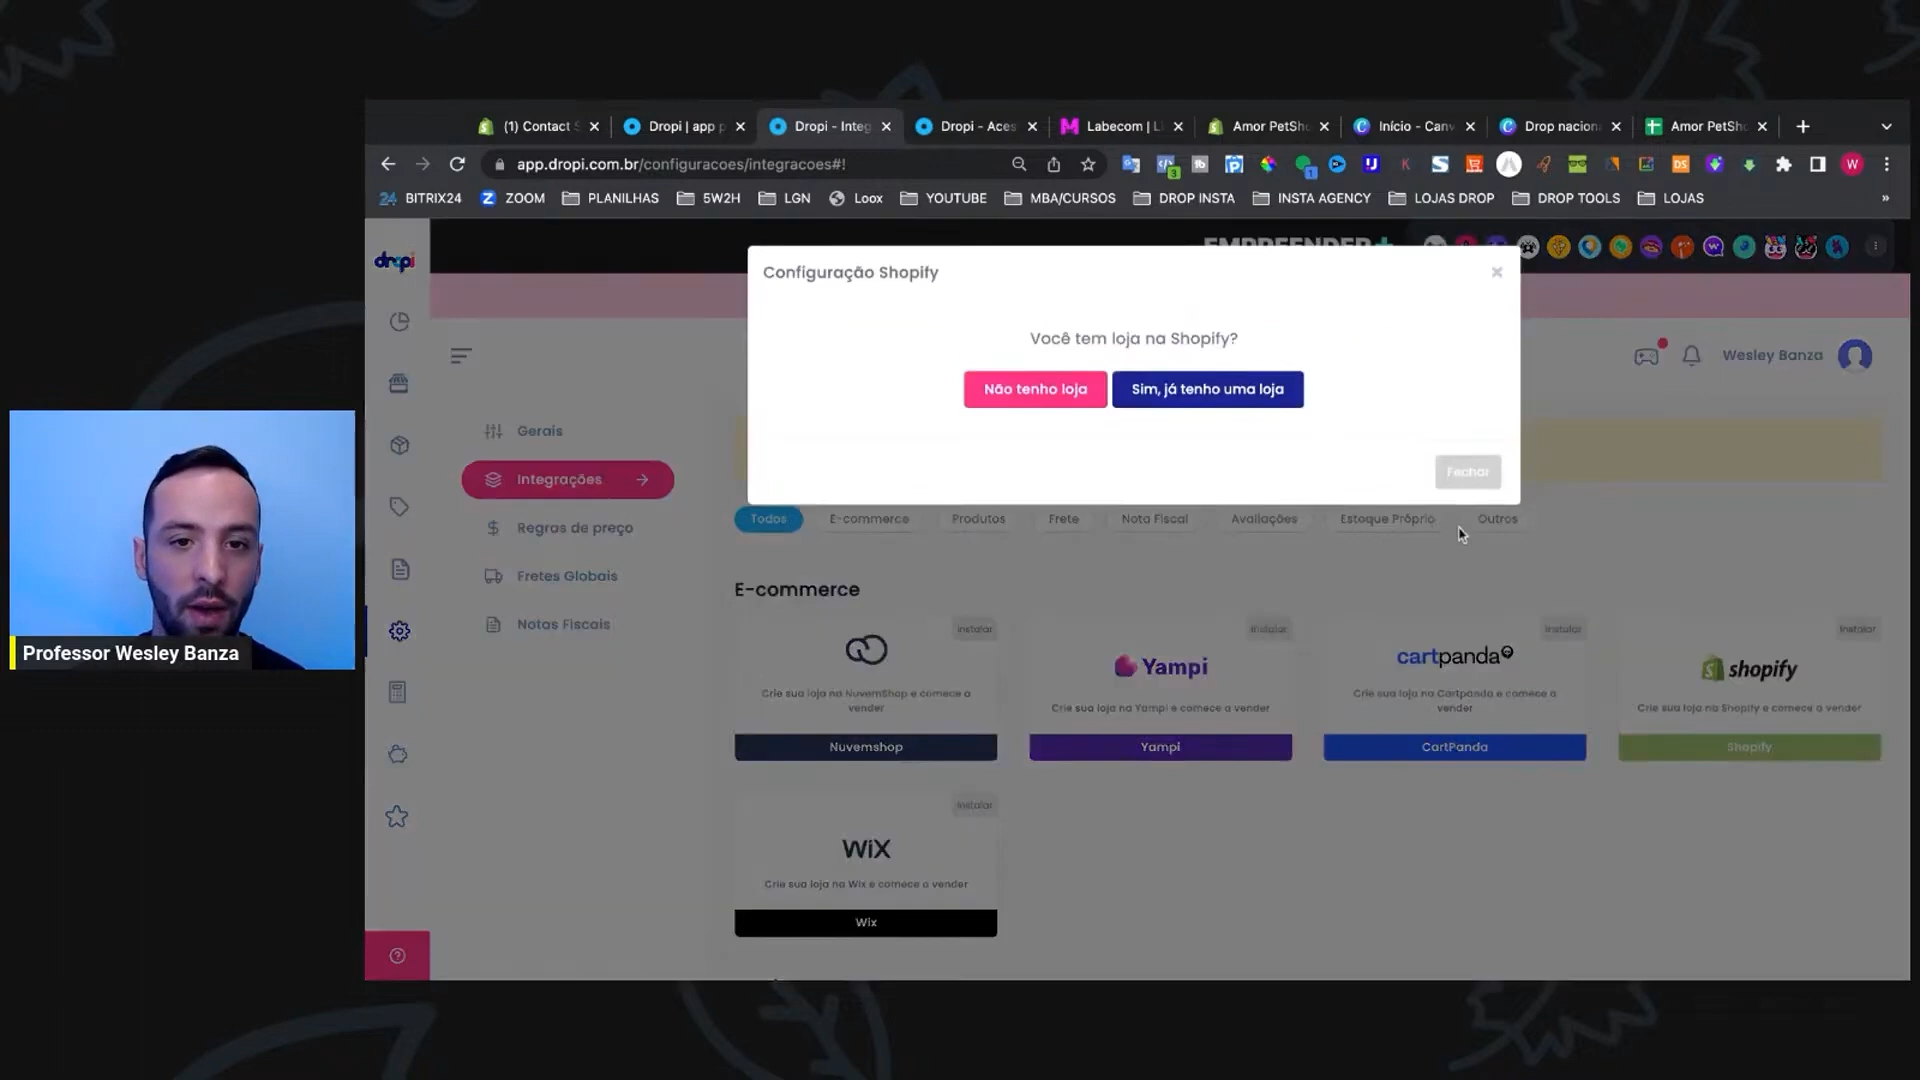 (1) Contact S
Dropi | app p
Dropi - Integ
Dropi - Aces
Labecom | Li
Amor PetSho
Início - Canv
Drop nacion
Amor PetSho
app.dropi.com.br/configuracoes/integracoes#!
BITRIX24
ZOOM
PLANILHAS
5W2H
LGN
Loox
YOUTUBE
MBA/CURSOS
DROP INSTA
INSTA AGENCY
LOJAS DROP
DROP TOOLS
LOJAS
dropi
EMPREENDER
Configuração Shopify
Você tem loja na Shopify?
Não tenho loja
Sim, já tenho uma loja
Fechar
Wesley Banza
Gerais
Integrações
Regras de preço
Fretes Globais
Notas Fiscais
Todos
E-commerce
Produtos
Frete
Nota Fiscal
Avaliações
Estoque Próprio
Outros
E-commerce
Instalar
Crie sua loja na NuvemShop e comece a
vender
Nuvemshop
Instalar
Yampi
Crie sua loja na Yampi e comece a vender
Yampi
Instalar
cartpanda
Crie sua loja na Cartpanda e comece a
vender
CartPanda
Instalar
shopify
Crie sua loja na Shopify e comece a vender
Shopify
Instalar
WiX
Crie sua loja na Wix e comece a vender
Wix
Professor Wesley Banza